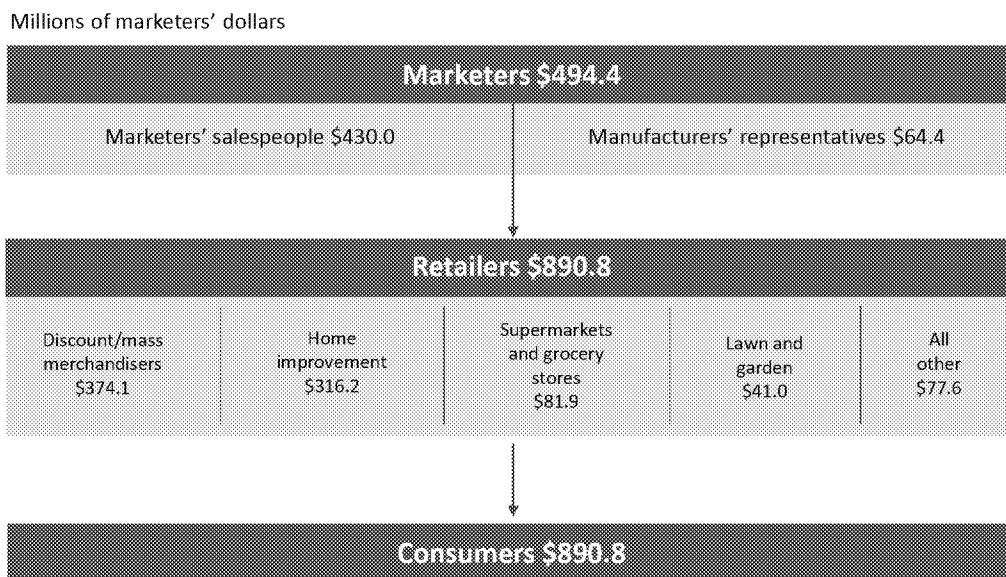 Millions of marketers' dollars
Marketers $494.4
Marketers' salespeople $430.0
Manufacturers' representatives $64.4
Retailers $890.8
Discount/mass
merchandisers
$374.1
Home
improvement
$316.2
Supermarkets
and grocery
stores
$81.9
Lawn and
garden
$41.0
All
other
$77.6
Consumers $890.8